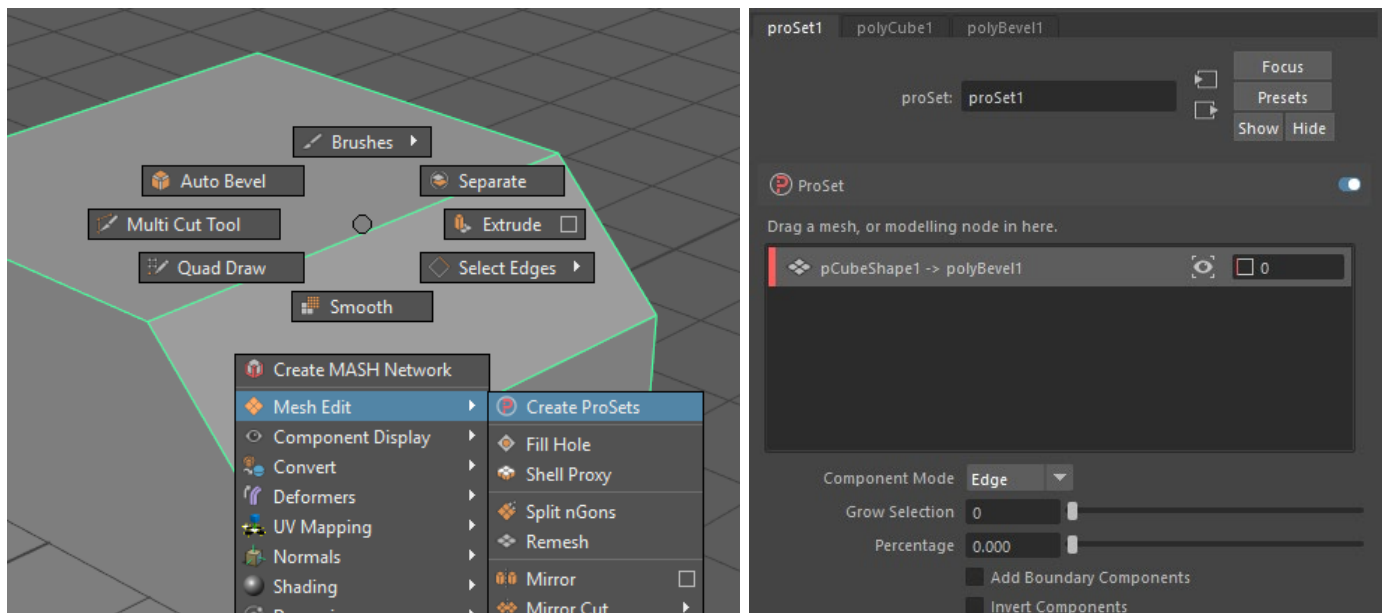 Brushes
Auto Bevel
Separate
Multi Cut Tool
Extrude
Quad Draw
Select Edges
Smooth
Create MASH Network
Mesh Edit
Component Display
Convert
Deformers
UV Mapping
Normals
Shading
Create ProSets
Fill Hole
Shell Proxy
Split nGons
Remesh
Mirror
Mirror Cut
proSet1 polyCube1 polyBevel1
proSet: proSet1
Focus
Presets
Show Hide
ProSet
Drag a mesh, or modelling node in here.
pCubeShape1 -> polyBevel1 0
Component Mode Edge
Grow Selection 0
Percentage 0.000
Add Boundary Components
Invert Components